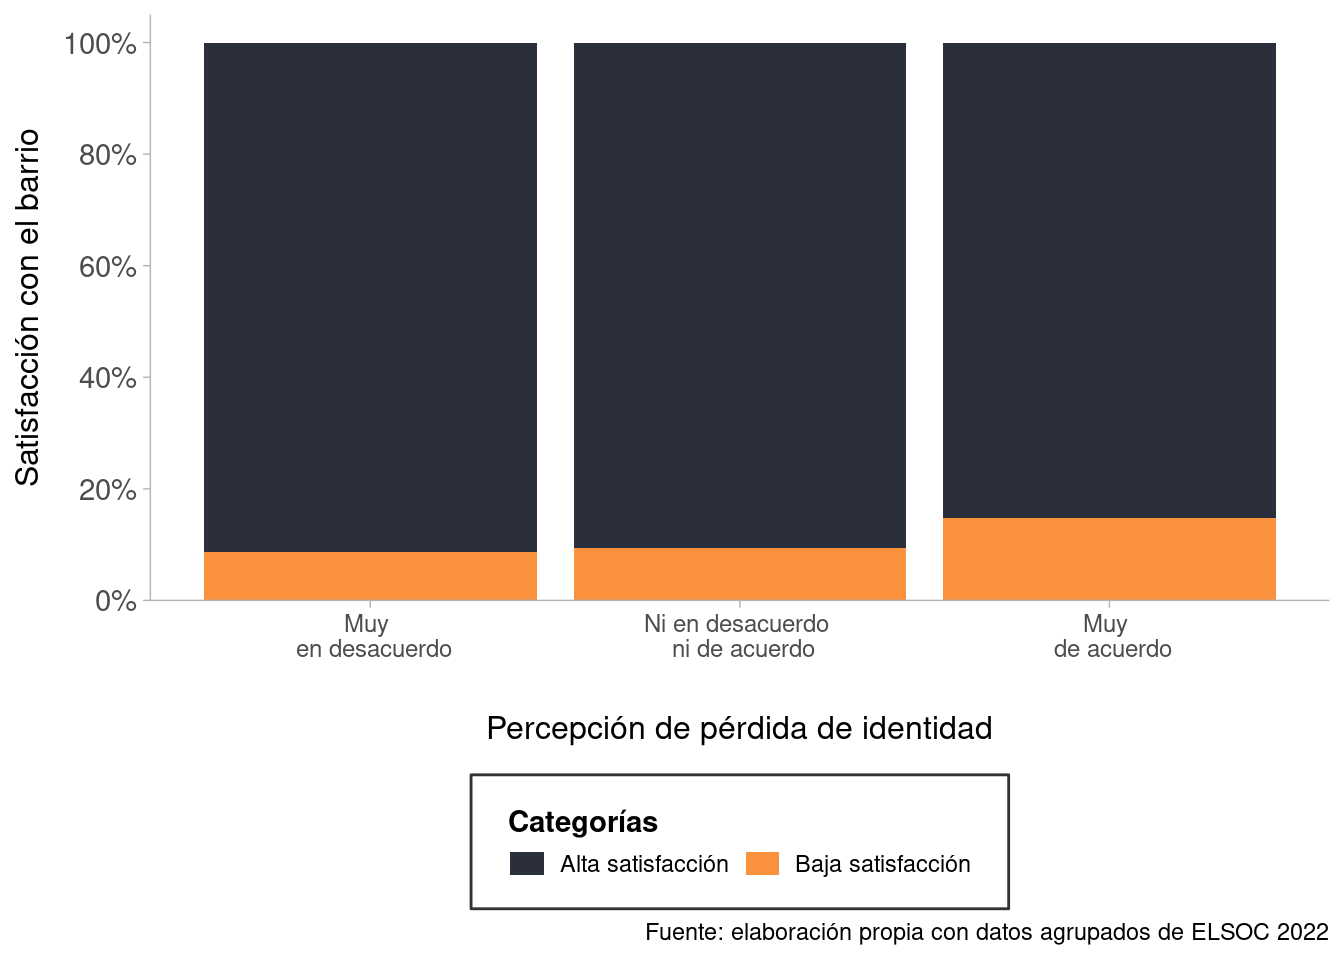 100%
80%
60%
40%
20%
0%
Satisfacción con el barrio
Muy
en desacuerdo
Ni en desacuerdo
ni de acuerdo
Muy
de acuerdo
Percepción de pérdida de identidad
Categorías
Alta satisfacción
Baja satisfacción
Fuente: elaboración propia con datos agrupados de ELSOC 2022